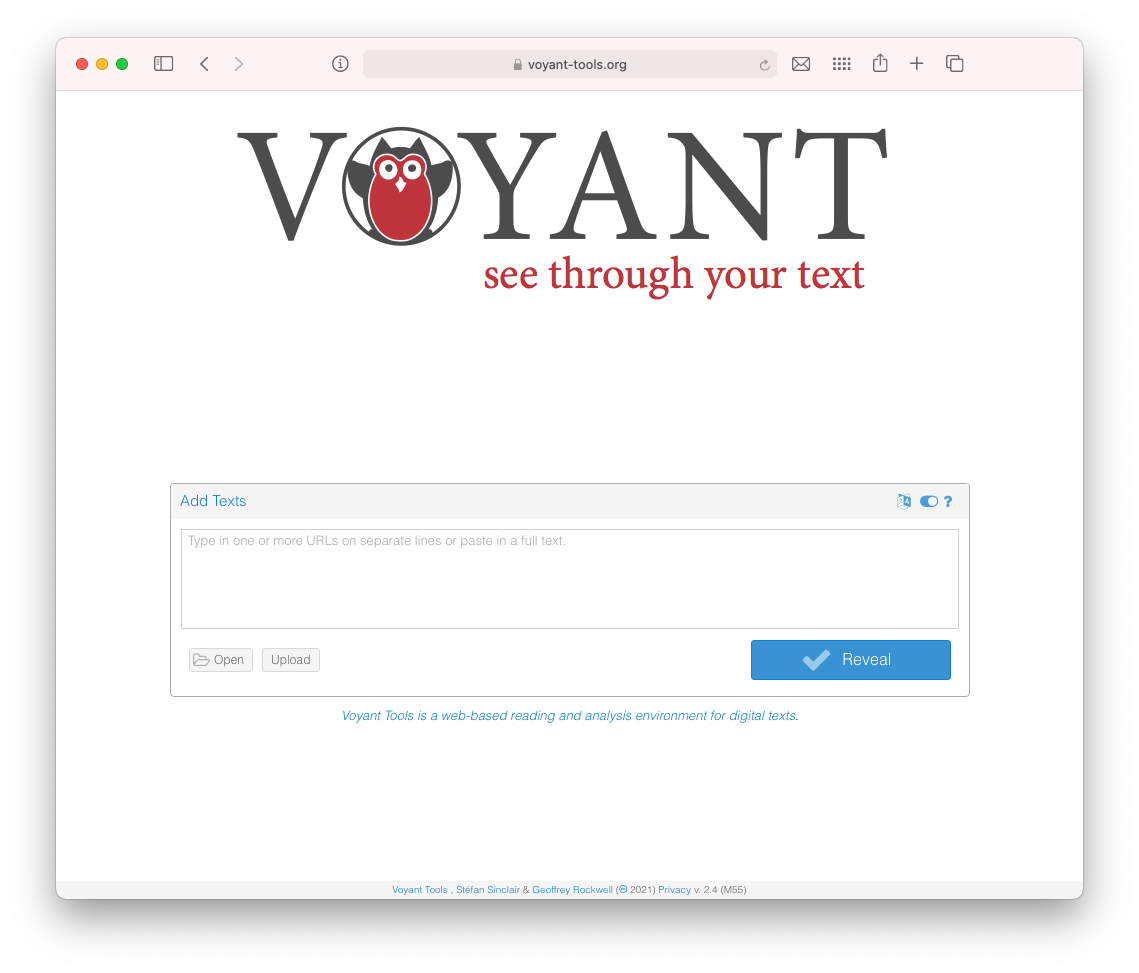 voyant-tools.org
VOYANT
see through your text
Add Texts
?
Type in one or more URLs on separate lines or paste in a full text.
Open Upload Reveal
Voyant Tools is a web-based reading and analysis environment for digital texts.
Voyant Tools , Stéfan Sinclair & Geoffrey Rockwell (🅭 2021) Privacy v. 2.4 (M55)